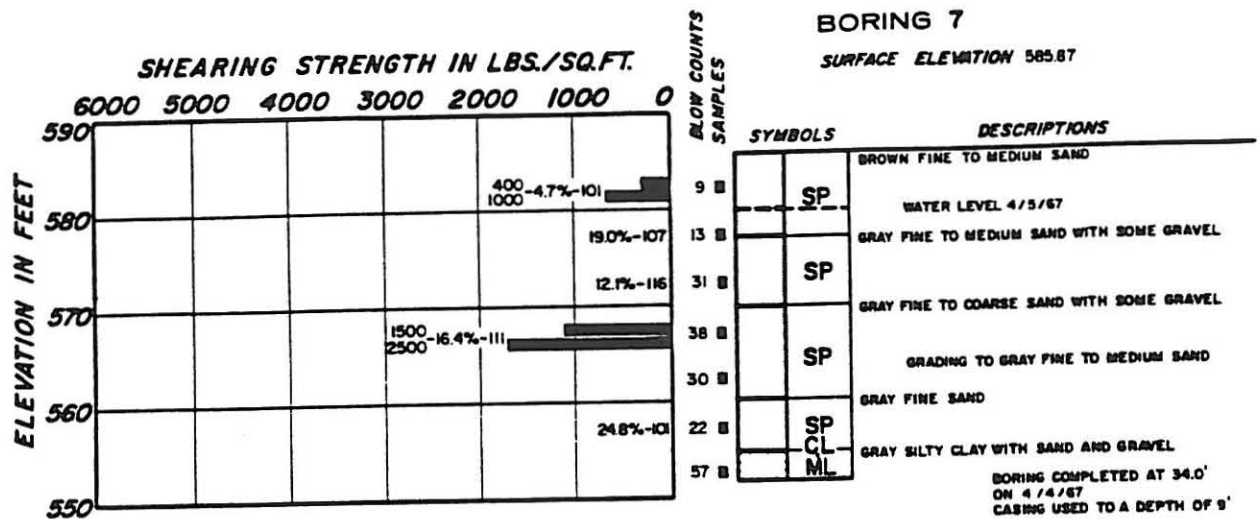 BORING 7
SURFACE ELEVATION 585.87
SHEARING STRENGTH IN LBS./SQ.FT.
6000 5000 4000 3000 2000 1000 0
BLOW COUNTS
SAMPLES
SYMBOLS
DESCRIPTIONS
ELEVATION IN FEET
590
580
570
560
550
400
1000
-4.7%-101
19.0%-107
12.1%-116
1500
2500
-16.4%-111
24.8%-101
9
13
31
38
30
22
57
SP
SP
SP
SP
CL
ML
BROWN FINE TO MEDIUM SAND
WATER LEVEL 4/5/67
GRAY FINE TO MEDIUM SAND WITH SOME GRAVEL
GRAY FINE TO COARSE SAND WITH SOME GRAVEL
GRADING TO GRAY FINE TO MEDIUM SAND
GRAY FINE SAND
GRAY SILTY CLAY WITH SAND AND GRAVEL
BORING COMPLETED AT 34.0'
ON 4/4/67
CASING USED TO A DEPTH OF 9'